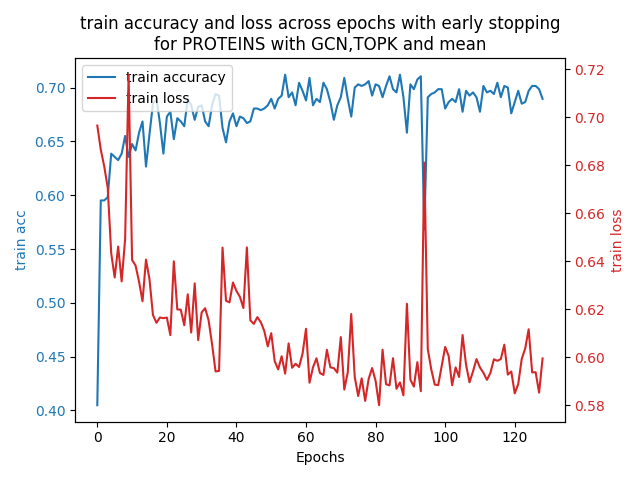 train accuracy and loss across epochs with early stopping
for PROTEINS with GCN,TOPK and mean
train accuracy
train loss
0.70
0.65
0.60
0.55
0.50
0.45
0.40
train acc
0.72
0.70
0.68
0.66
0.64
0.62
0.60
0.58
train loss
0 20 40 60 80 100 120
Epochs